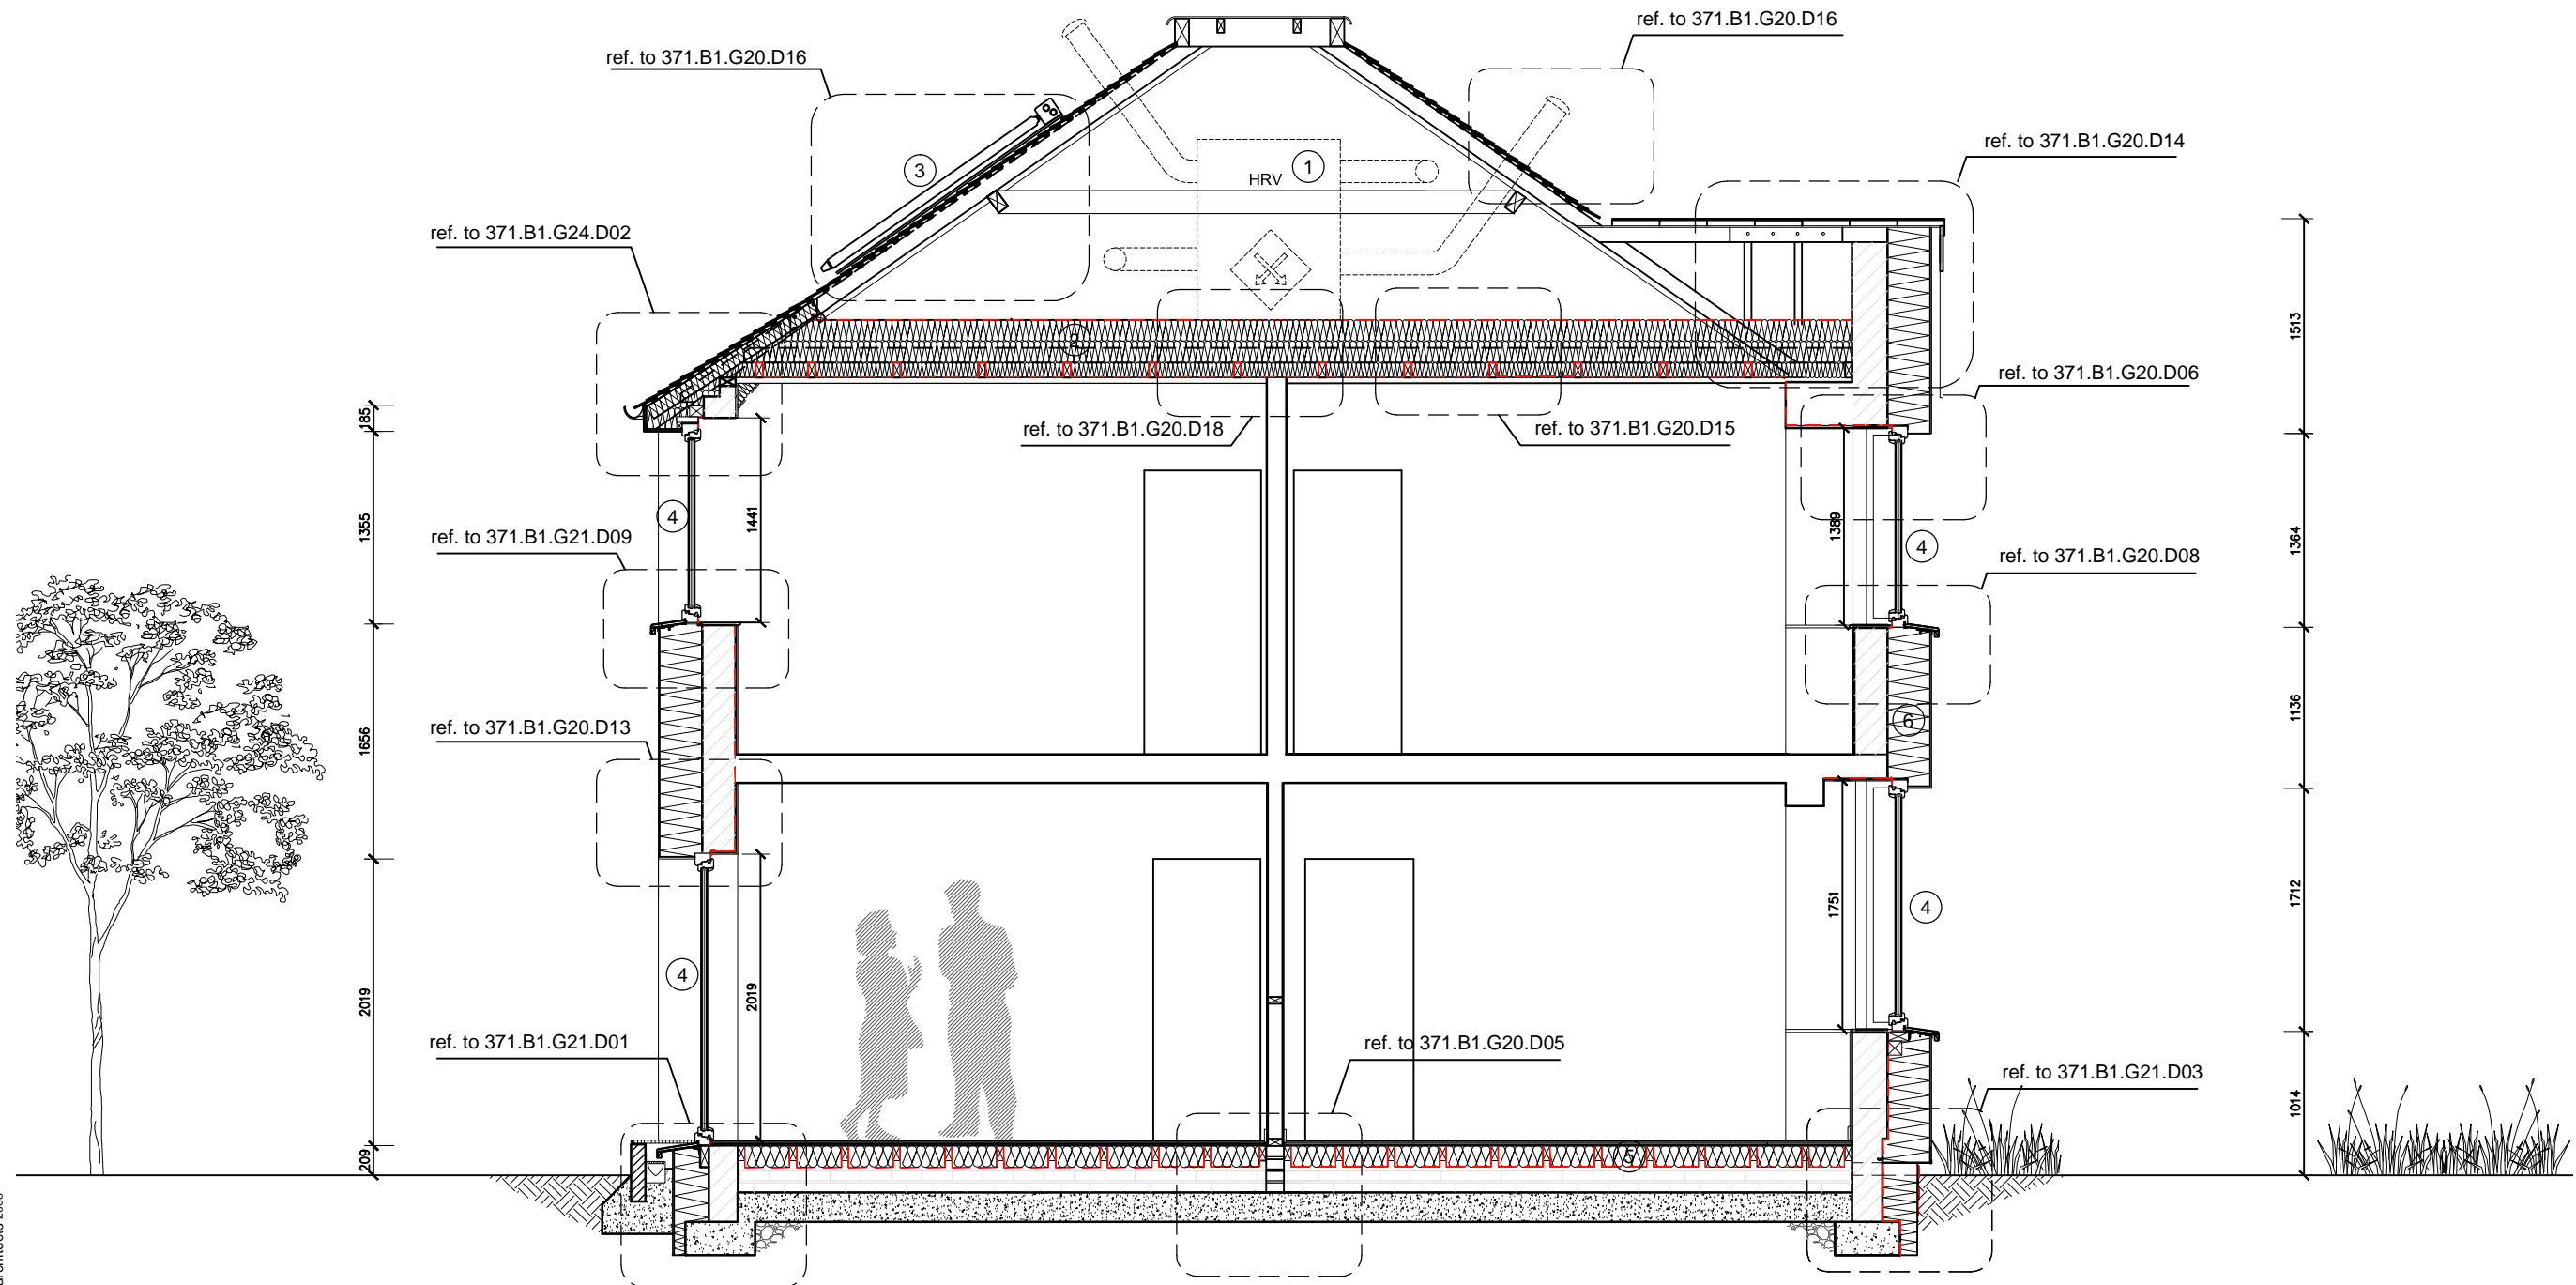 ref. to 371.B1.G20.D16
ref. to 371.B1.G20.D16
ref. to 371.B1.G20.D14
3
1
HRV
ref. to 371.B1.G24.D02
2
1513
ref. to 371.B1.G20.D06
185
ref. to 371.B1.G20.D18
ref. to 371.B1.G20.D15
4
1355
1441
1389
4
1364
ref. to 371.B1.G21.D09
ref. to 371.B1.G20.D08
ref. to 371.B1.G20.D13
1656
6
1136
4
2019
2019
1751
4
1712
ref. to 371.B1.G21.D01
ref. to 371.B1.G20.D05
ref. to 371.B1.G21.D03
1014
209
5